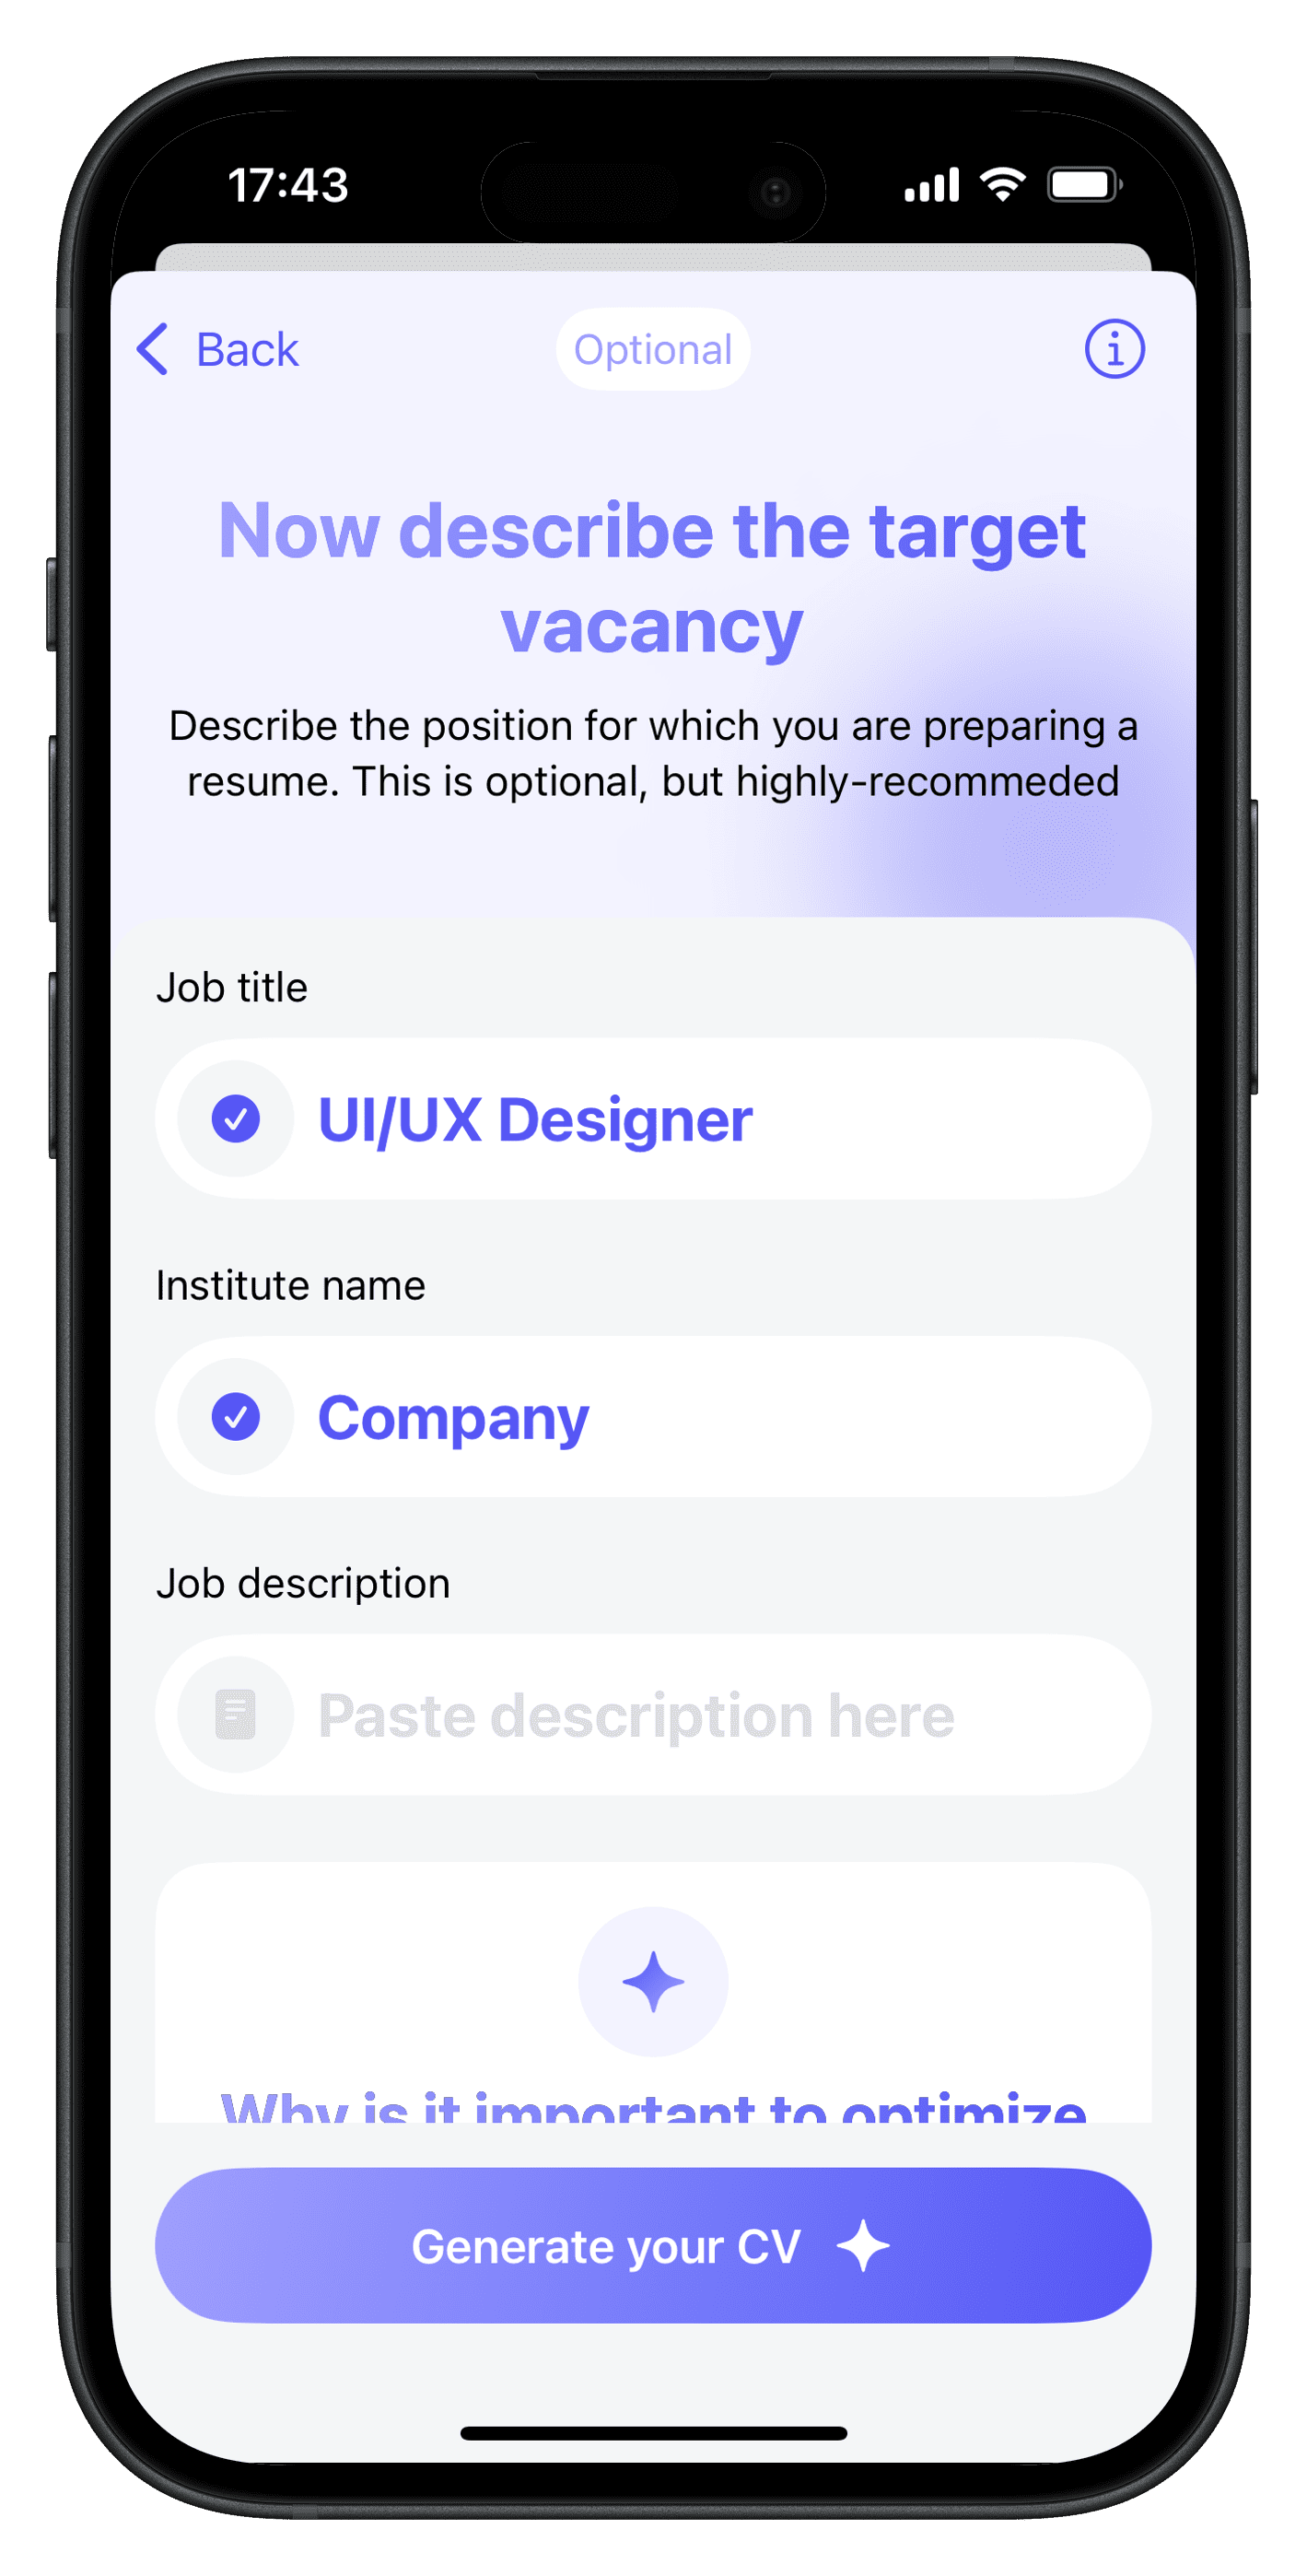 17:43
Back
Optional
Now describe the target
vacancy
Describe the position for which you are preparing a
resume. This is optional, but highly-recommeded
Job title
UI/UX Designer
Institute name
Company
Job description
Paste description here
Why is it important to optimize
Generate your CV